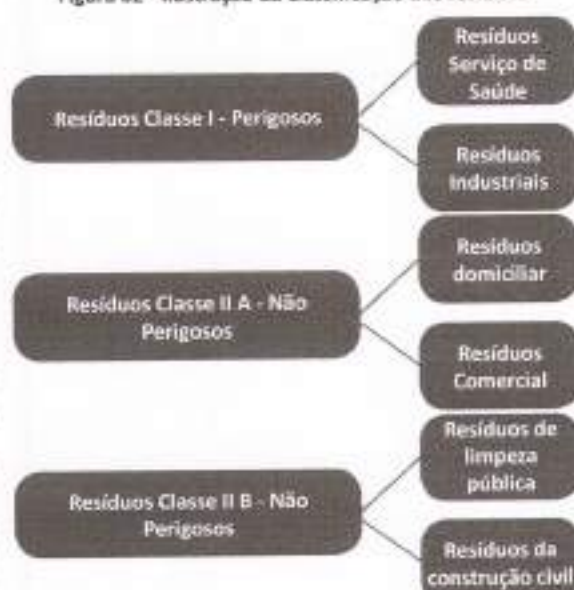 Resíduos Classe I - Perigosos
Resíduos
Serviço de
Saúde
Resíduos
Industriais
Resíduos Classe II A - Não
Perigosos
Resíduos
domiciliar
Resíduos
Comercial
Resíduos Classe II B - Não
Perigosos
Resíduos de
limpeza
pública
Resíduos da
construção civil